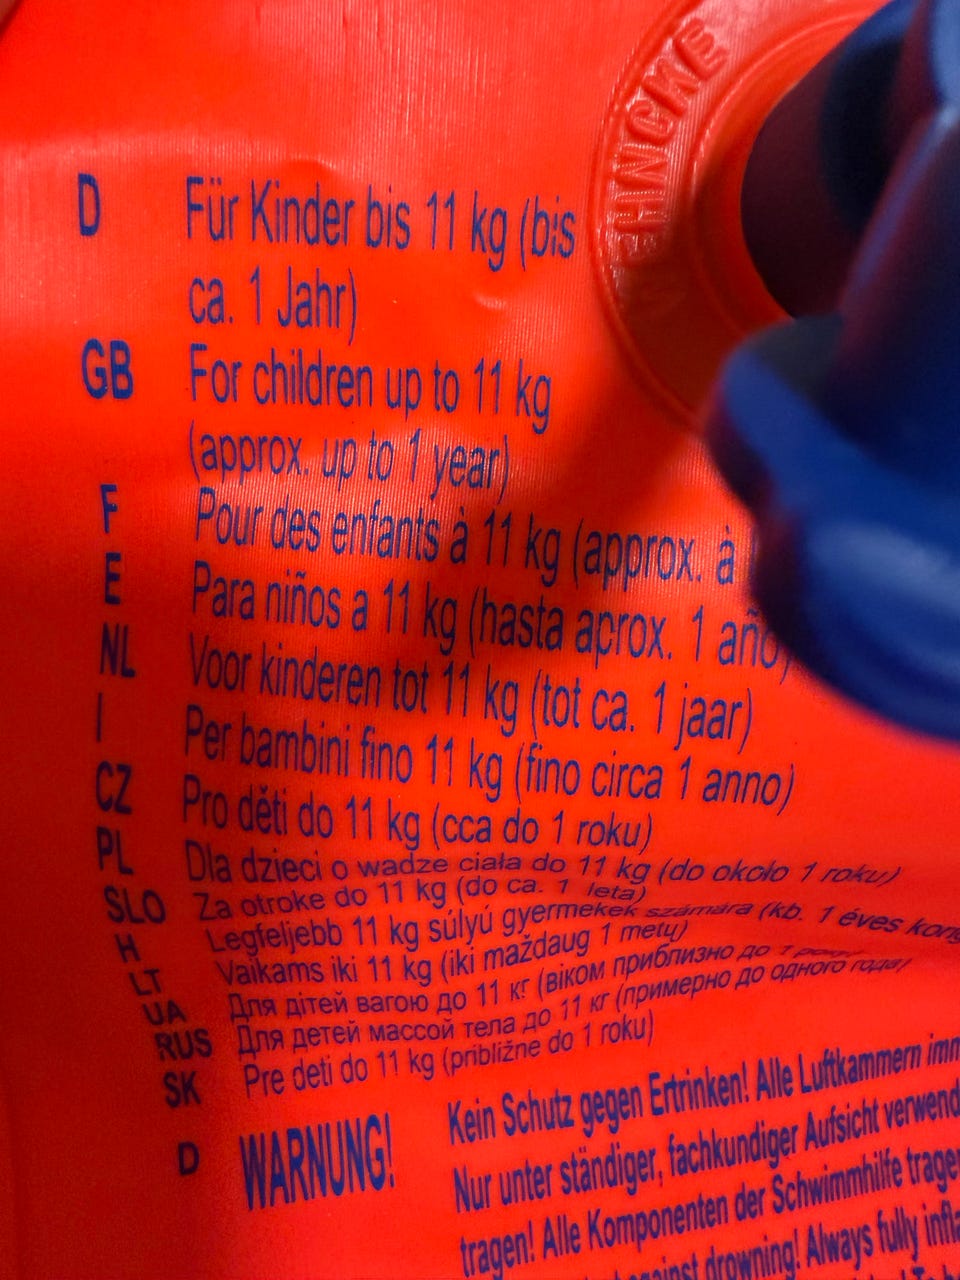 WEHNCKE
D Für Kinder bis 11 kg (bis
ca. 1 Jahr)
GB For children up to 11 kg
(approx. up to 1 year)
F Pour des enfants à 11 kg (approx. à
E Para niños a 11 kg (hasta aprox. 1 año)
NL Voor kinderen tot 11 kg (tot ca. 1 jaar)
I Per bambini fino 11 kg (fino circa 1 anno)
CZ Pro děti do 11 kg (cca do 1 roku)
PL Dla dzieci o wadze ciała do 11 kg (do około 1 roku)
SLO Za otroke do 11 kg (do ca. 1 leta)
H Legfeljebb 11 kg súlyú gyermekek számára (kb. 1 éves
LT Vaikams iki 11 kg (iki maždaug 1 metų)
UA Для дітей вагою до 11 кг (віком приблизно до 1
RUS Для детей массой тела до 11 кг (примерно до одного года)
SK Pre deti do 11 kg (približne do 1 roku)
D WARNUNG! Kein Schutz gegen Ertrinken! Alle Luftkammern
Nur unter ständiger, fachkundiger Aufsicht
tragen! Alle Komponenten der Schwimmhilfe
against drowning! Always fully